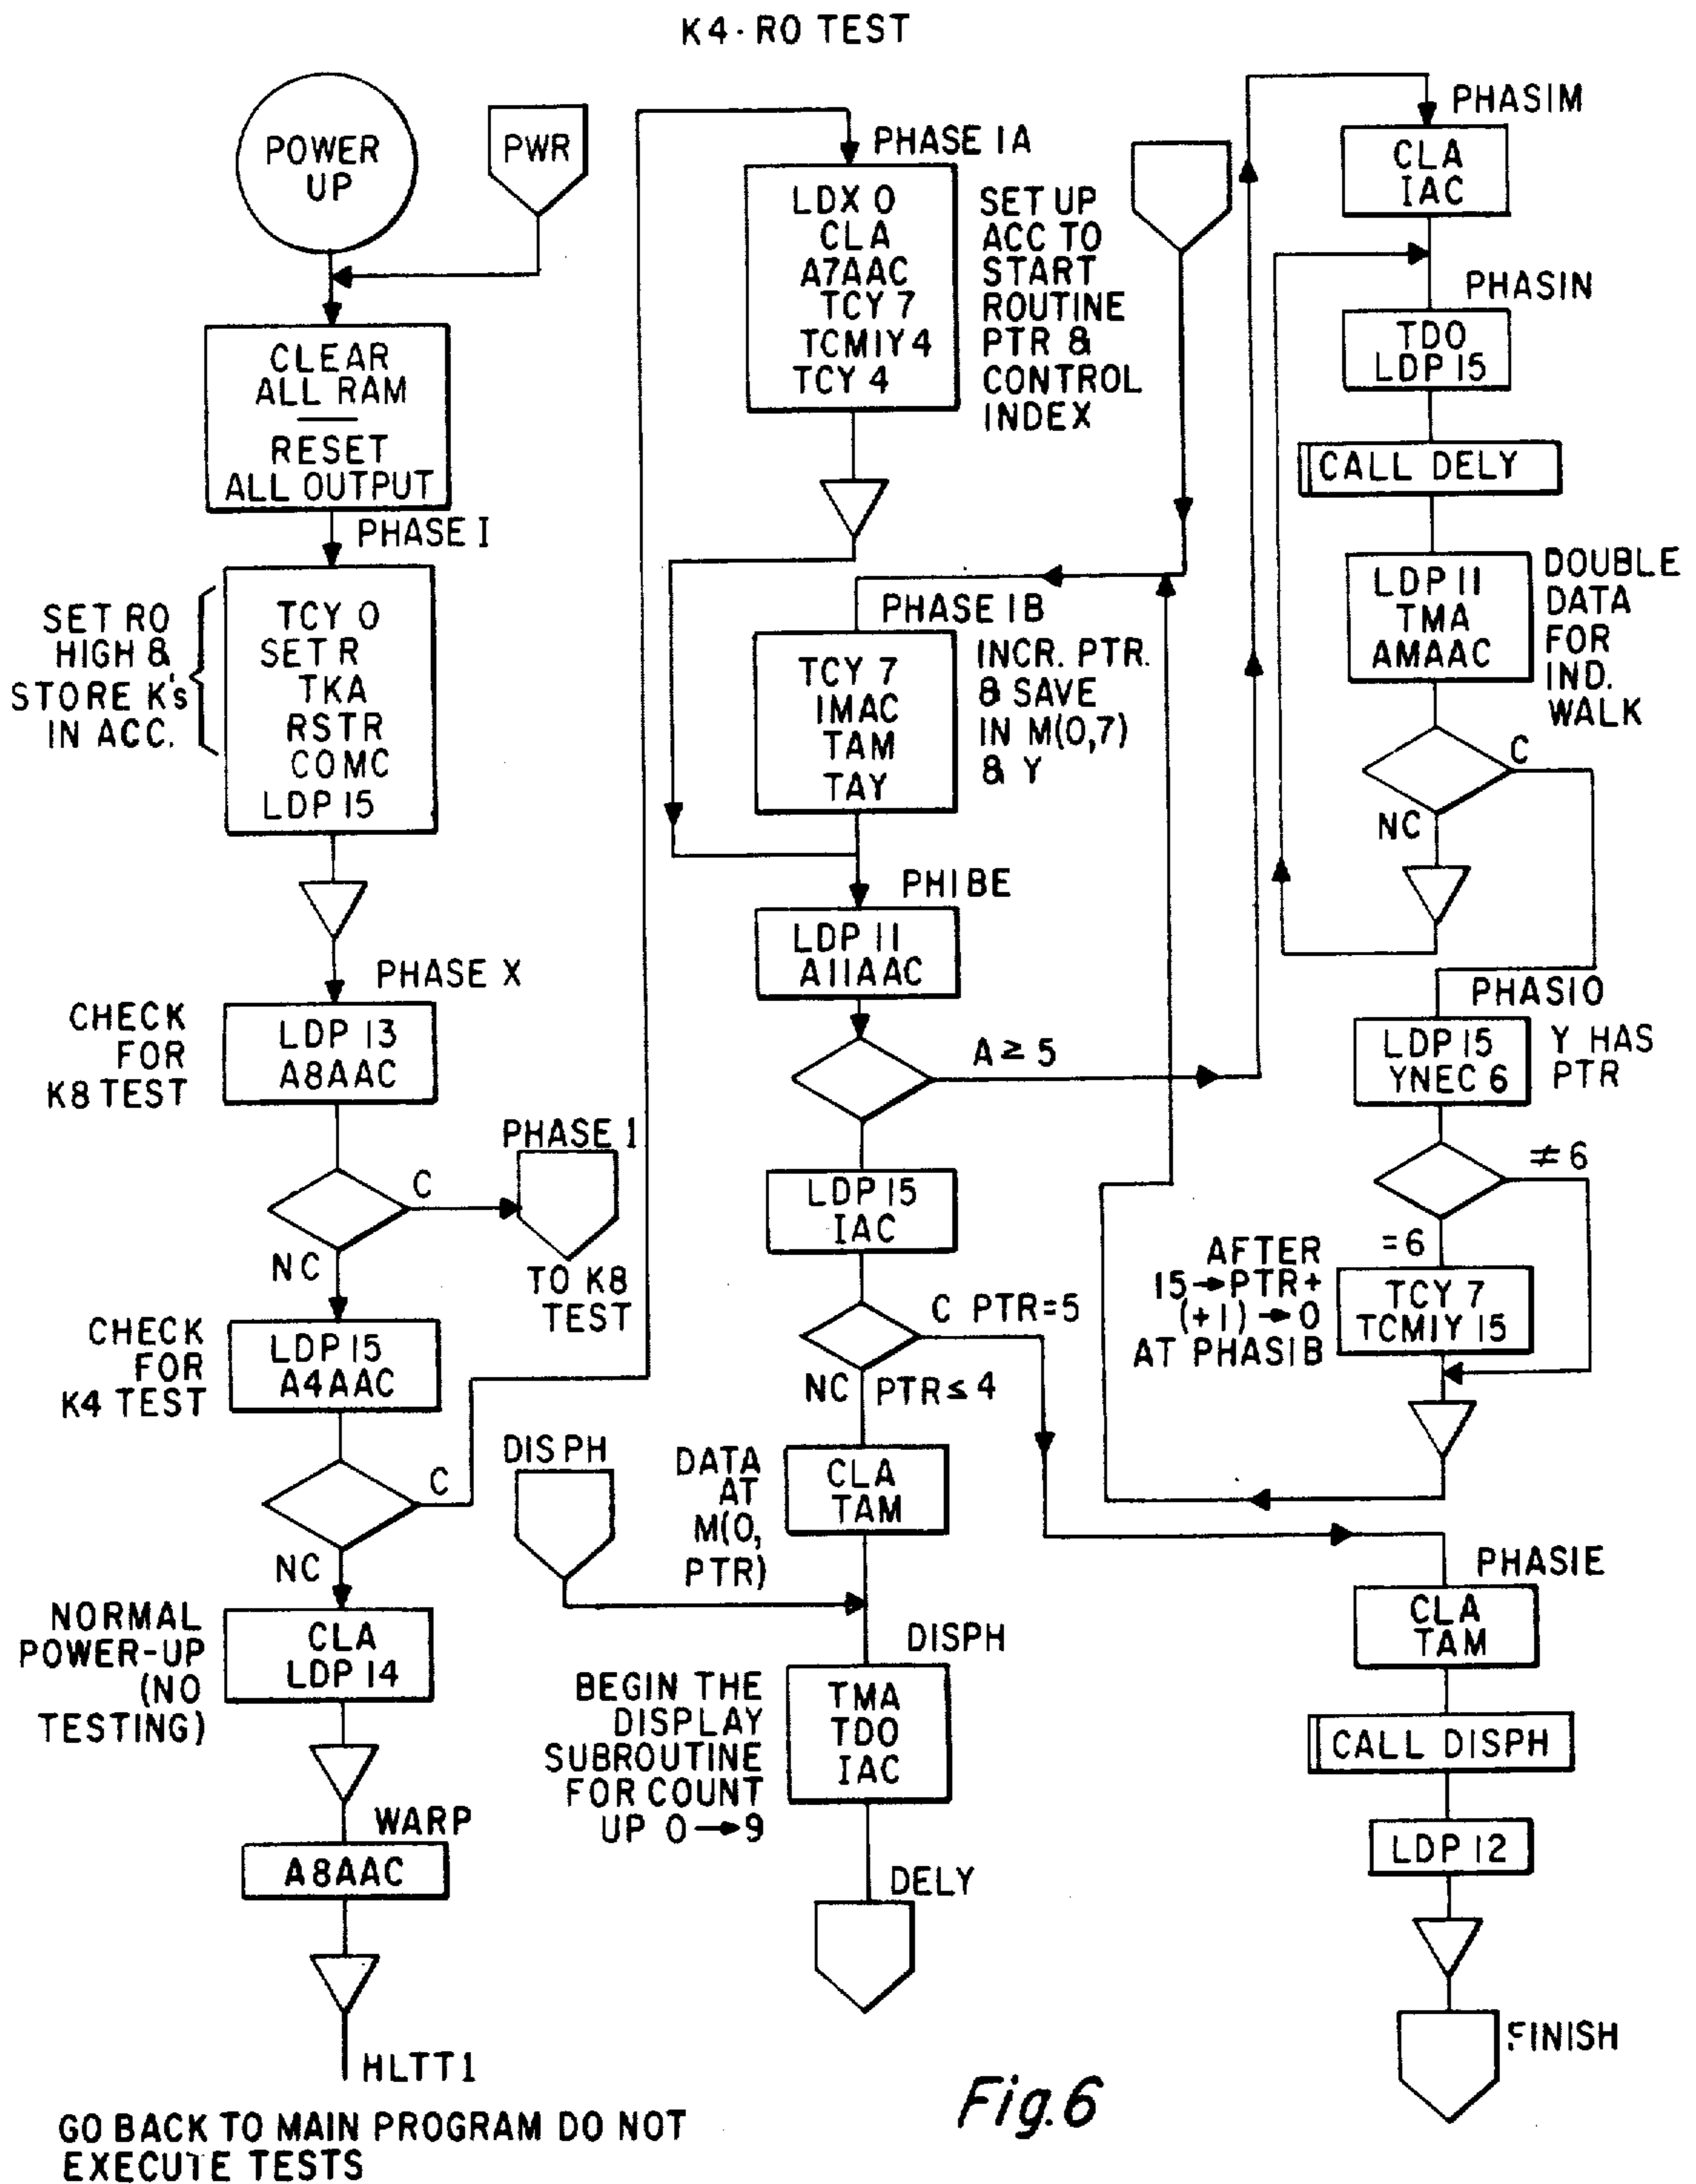 K4-RO TEST
POWER
UP
PWR
CLEAR
ALL RAM
RESET
ALL OUTPUT
PHASE I
SET RO
HIGH &
STORE K's
IN ACC.
TCY 0
SET R
TKA
RSTR
COMC
LDP 15
PHASE X
CHECK
FOR
K8 TEST
LDP 13
A8AAC
C
PHASE 1
TO K8
TEST
NC
CHECK
FOR
K4 TEST
LDP 15
A4AAC
C
NC
NORMAL
POWER-UP
(NO
TESTING)
CLA
LDP 14
WARP
A8AAC
HLTT1
GO BACK TO MAIN PROGRAM DO NOT
EXECUTE TESTS
PHASE 1A
LDX 0
CLA
A7AAC
TCY 7
TCMIY 4
TCY 4
SET UP
ACC TO
START
ROUTINE
PTR &
CONTROL
INDEX
PHASE 1B
TCY 7
IMAC
TAM
TAY
INCR. PTR.
& SAVE
IN M(0,7)
& Y
PHIBE
LDP 11
A11AAC
A ≥ 5
LDP 15
IAC
C PTR=5
NC PTR≤4
DISPH
DATA
AT
M(0,
PTR)
CLA
TAM
DISPH
BEGIN THE
DISPLAY
SUBROUTINE
FOR COUNT
UP 0→9
TMA
TDO
IAC
DELY
PHASIM
CLA
IAC
PHASIN
TDO
LDP 15
CALL DELY
LDP 11
TMA
AMAAC
DOUBLE
DATA
FOR
IND.
WALK
C
NC
PHASIO
LDP 15
YNEC 6
Y HAS
PTR
≠6
=6
AFTER
15→PTR+
(+1)→0
AT PHASIB
TCY 7
TCMIY 15
PHASIE
CLA
TAM
CALL DISPH
LDP 12
FINISH
Fig.6